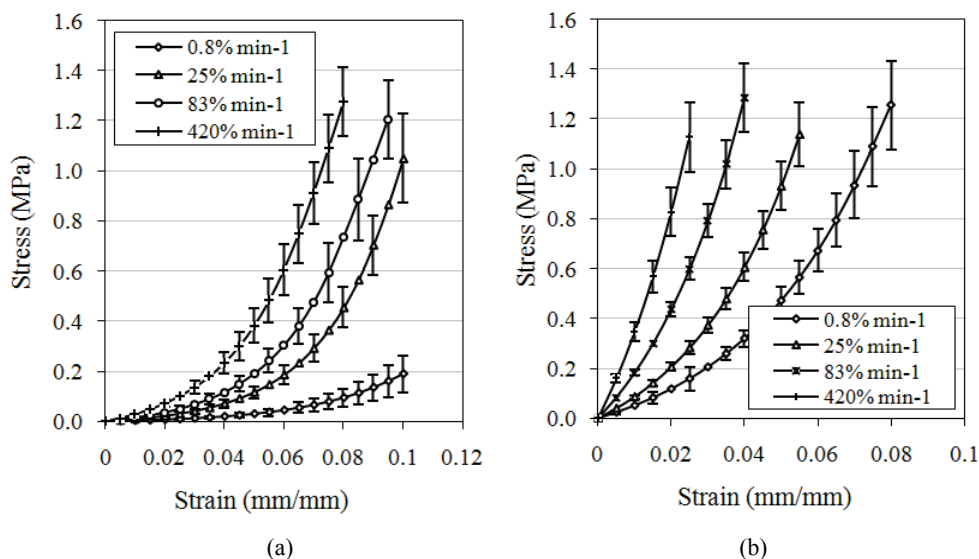 1.6
1.4
1.2
1.0
0.8
0.6
0.4
0.2
0.0
Stress (MPa)
0.8% min-1
25% min-1
83% min-1
420% min-1
0 0.02 0.04 0.06 0.08 0.1 0.12
Strain (mm/mm)
(a)
1.6
1.4
1.2
1.0
0.8
0.6
0.4
0.2
0.0
Stress (MPa)
0.8% min-1
25% min-1
83% min-1
420% min-1
0 0.02 0.04 0.06 0.08 0.1
Strain (mm/mm)
(b)